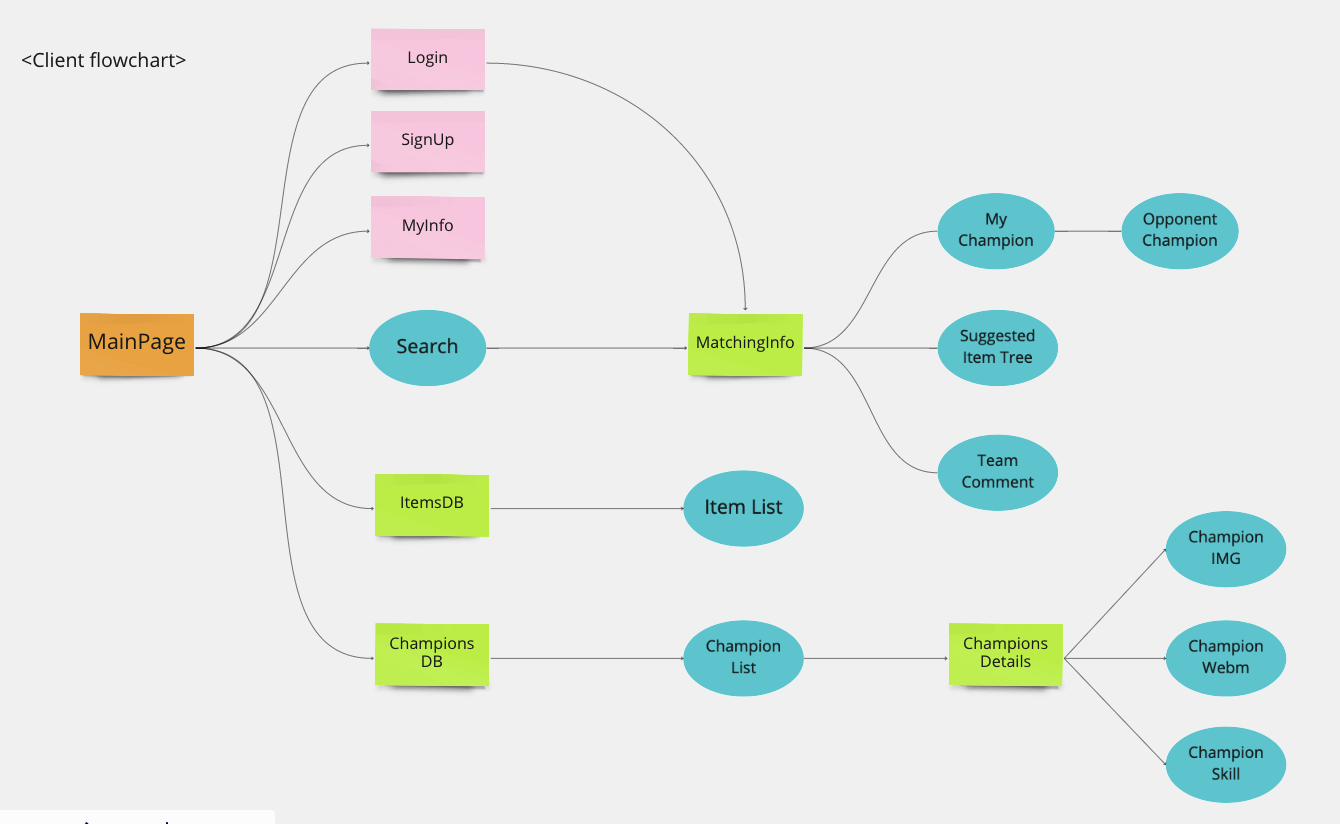 <Client flowchart>
Login
SignUp
MyInfo
MainPage
Search
MatchingInfo
My
Champion
Opponent
Champion
Suggested
Item Tree
Team
Comment
ItemsDB
Item List
Champions
DB
Champion
List
Champions
Details
Champion
IMG
Champion
Webm
Champion
Skill